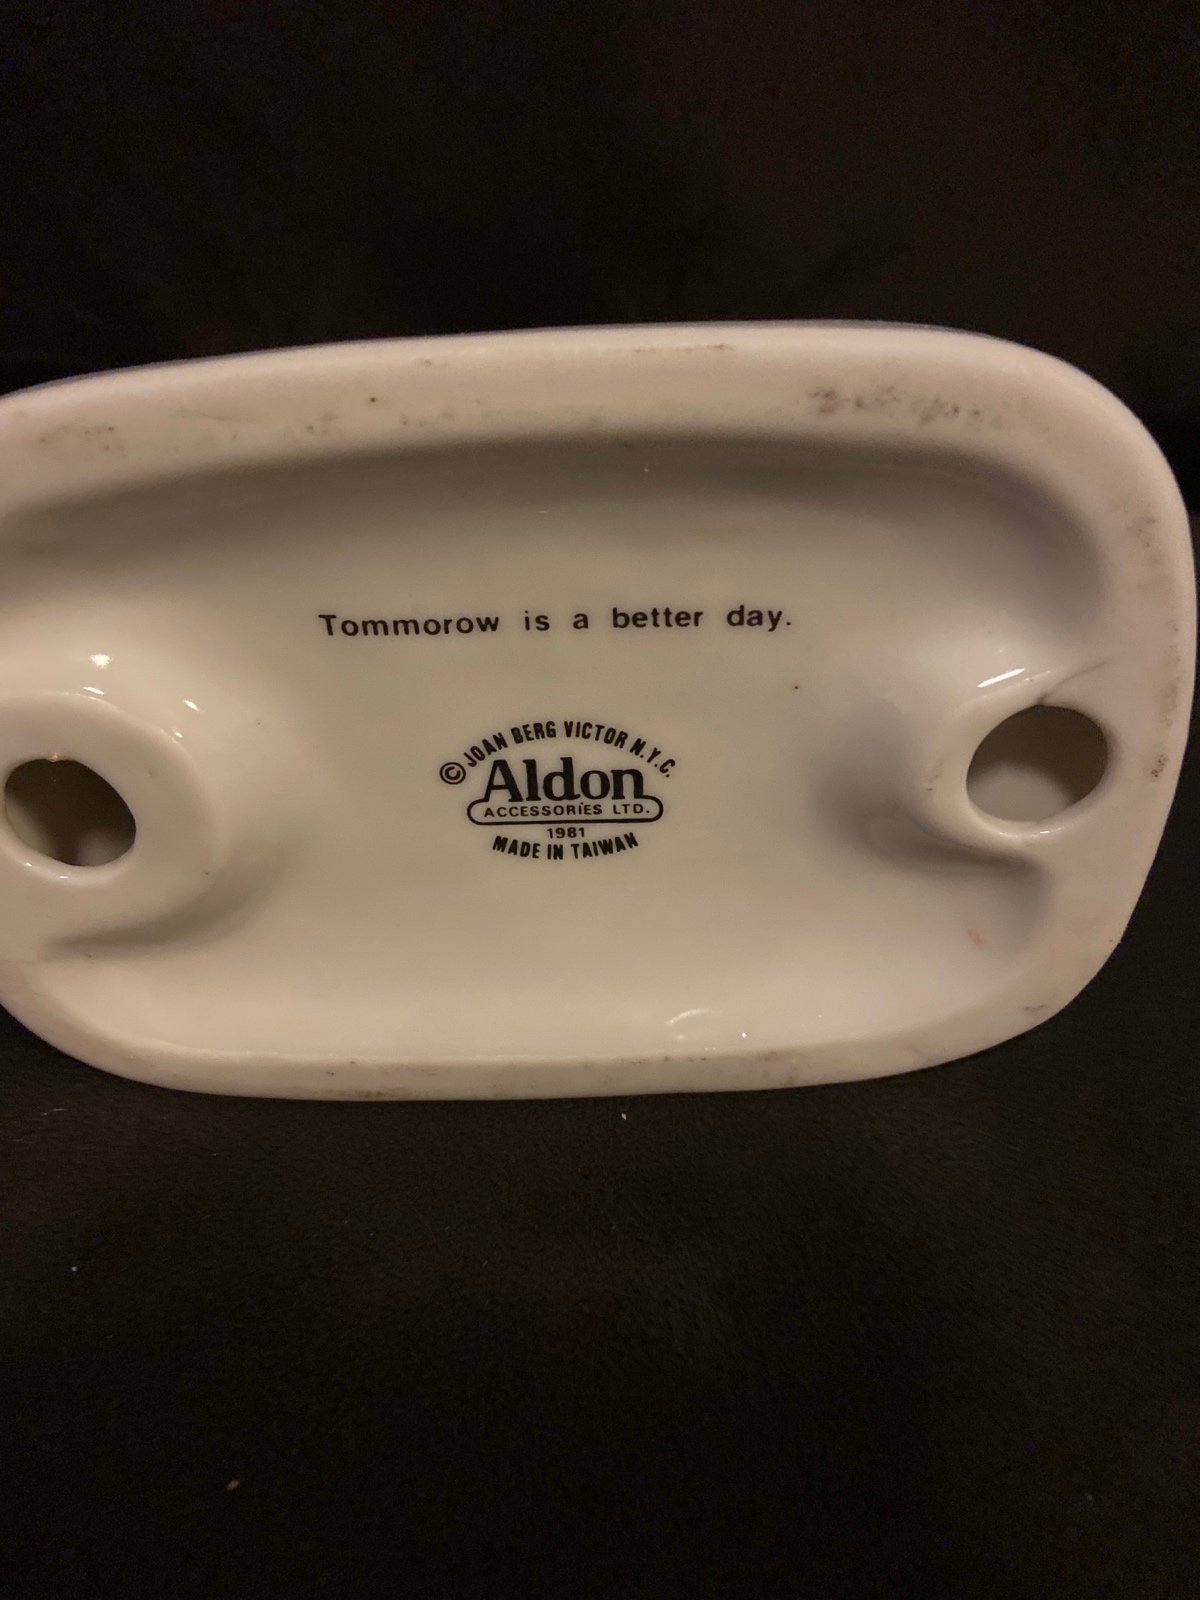 Tommorow is a better day.
© JOAN BERG VICTOR N.Y.C.
Aldon
ACCESSORIES LTD.
1981
MADE IN TAIWAN